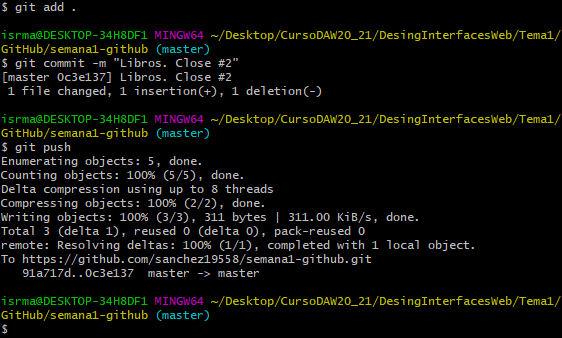 $ git add .
isrma@DESKTOP-34H8DF1 MINGW64 ~/Desktop/CursoDAW20_21/DesingInterfacesWeb/Tema1/
GitHub/semana1-github (master)
$ git commit -m "Libros. Close #2"
[master 0c3e137] Libros. Close #2
 1 file changed, 1 insertion(+), 1 deletion(-)
isrma@DESKTOP-34H8DF1 MINGW64 ~/Desktop/CursoDAW20_21/DesingInterfacesWeb/Tema1/
GitHub/semana1-github (master)
$ git push
Enumerating objects: 5, done.
Counting objects: 100% (5/5), done.
Delta compression using up to 8 threads
Compressing objects: 100% (2/2), done.
Writing objects: 100% (3/3), 311 bytes | 311.00 KiB/s, done.
Total 3 (delta 1), reused 0 (delta 0), pack-reused 0
remote: Resolving deltas: 100% (1/1), completed with 1 local object.
To https://github.com/sanchez19558/semana1-github.git
   91a717d..0c3e137  master -> master
isrma@DESKTOP-34H8DF1 MINGW64 ~/Desktop/CursoDAW20_21/DesingInterfacesWeb/Tema1/
GitHub/semana1-github (master)
$